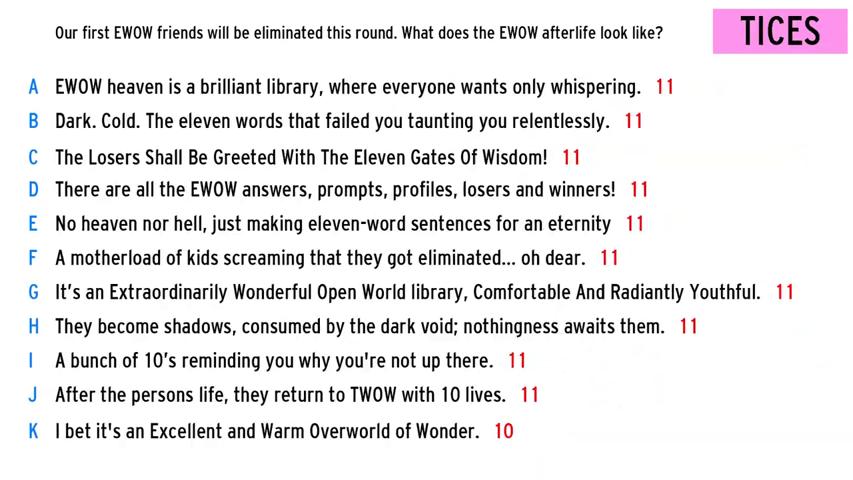 Our first EWOW friends will be eliminated this round. What does the EWOW afterlife look like?
TICES
A EWOW heaven is a brilliant library, where everyone wants only whispering. 11
B Dark. Cold. The eleven words that failed you taunting you relentlessly. 11
C The Losers Shall Be Greeted With The Eleven Gates Of Wisdom! 11
D There are all the EWOW answers, prompts, profiles, losers and winners! 11
E No heaven nor hell, just making eleven-word sentences for an eternity 11
F A motherload of kids screaming that they got eliminated... oh dear. 11
G It's an Extraordinarily Wonderful Open World library, Comfortable And Radiantly Youthful. 11
H They become shadows, consumed by the dark void; nothingness awaits them. 11
I A bunch of 10's reminding you why you're not up there. 11
J After the persons life, they return to TWOW with 10 lives. 11
K I bet it's an Excellent and Warm Overworld of Wonder. 10